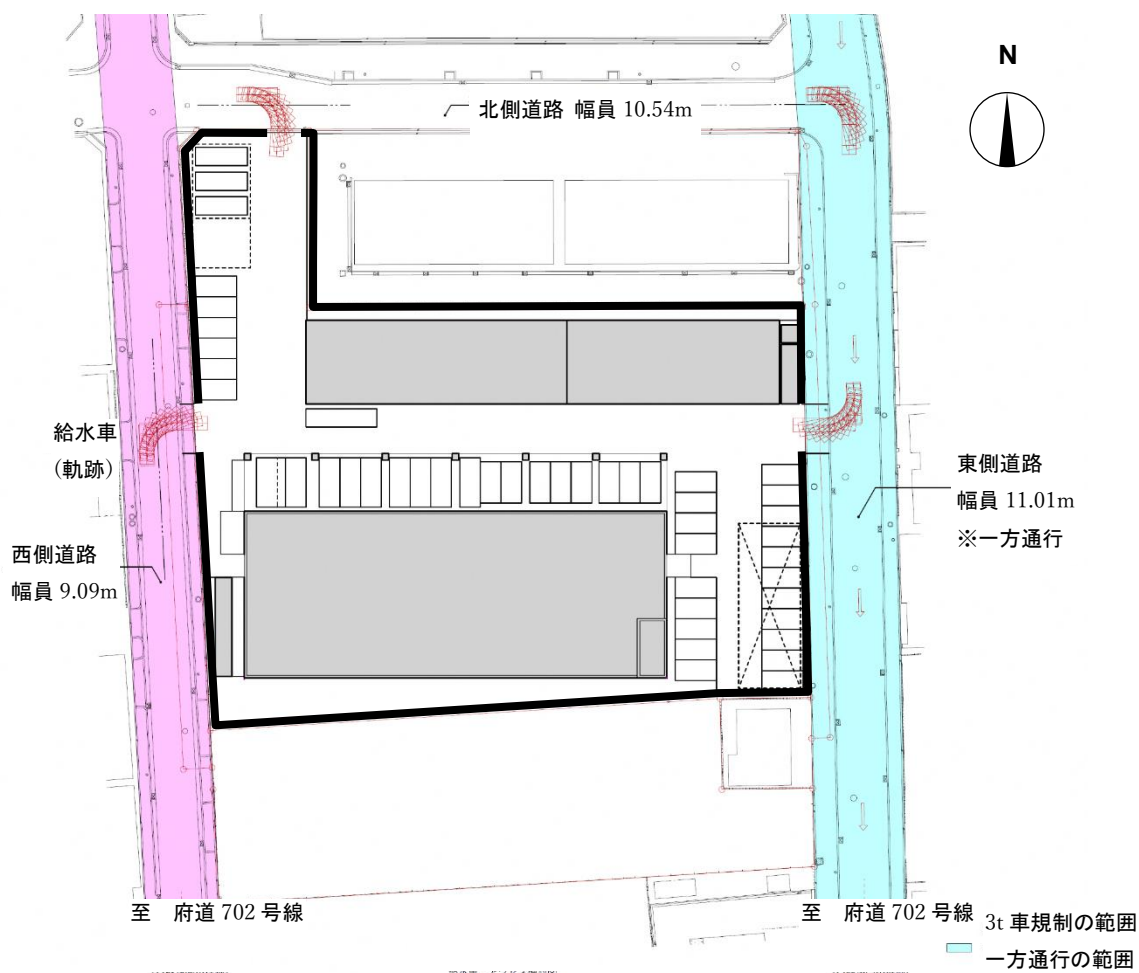 N
北側道路 幅員 10.54m
給水車
（軌跡）
東側道路
幅員 11.01m
※一方通行
西側道路
幅員 9.09m
至 府道 702 号線
至 府道 702 号線
3t 車規制の範囲
一方通行の範囲